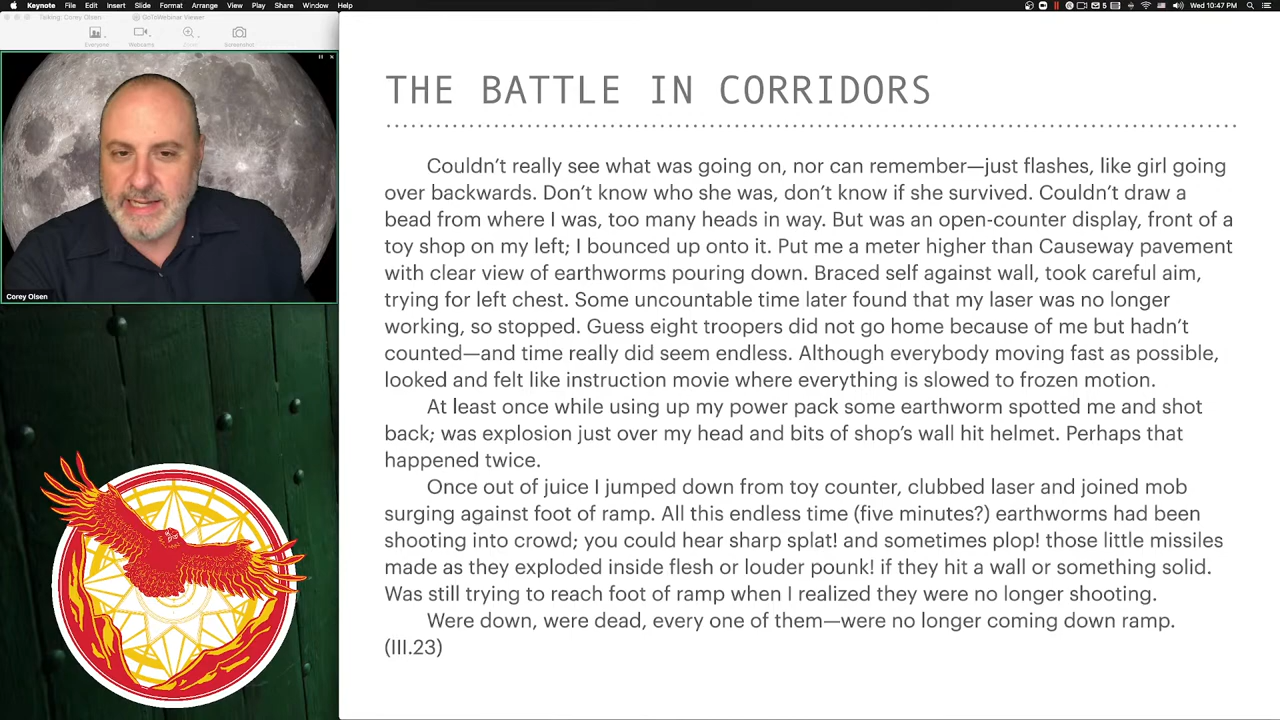 Keynote File Edit Insert Slide Format Arrange View Play Share Window Help
5 Wed 10:47 PM
Talking: Corey Olsen
GoToWebinar Viewer
Everyone Webcams Zoom Screenshot
Corey Olsen
THE BATTLE IN CORRIDORS
Couldn’t really see what was going on, nor can remember—just flashes, like girl going
over backwards. Don’t know who she was, don’t know if she survived. Couldn’t draw a
bead from where I was, too many heads in way. But was an open-counter display, front of a
toy shop on my left; I bounced up onto it. Put me a meter higher than Causeway pavement
with clear view of earthworms pouring down. Braced self against wall, took careful aim,
trying for left chest. Some uncountable time later found that my laser was no longer
working, so stopped. Guess eight troopers did not go home because of me but hadn’t
counted—and time really did seem endless. Although everybody moving fast as possible,
looked and felt like instruction movie where everything is slowed to frozen motion.
At least once while using up my power pack some earthworm spotted me and shot
back; was explosion just over my head and bits of shop’s wall hit helmet. Perhaps that
happened twice.
Once out of juice I jumped down from toy counter, clubbed laser and joined mob
surging against foot of ramp. All this endless time (five minutes?) earthworms had been
shooting into crowd; you could hear sharp splat! and sometimes plop! those little missiles
made as they exploded inside flesh or louder pounk! if they hit a wall or something solid.
Was still trying to reach foot of ramp when I realized they were no longer shooting.
Were down, were dead, every one of them—were no longer coming down ramp.
(III.23)